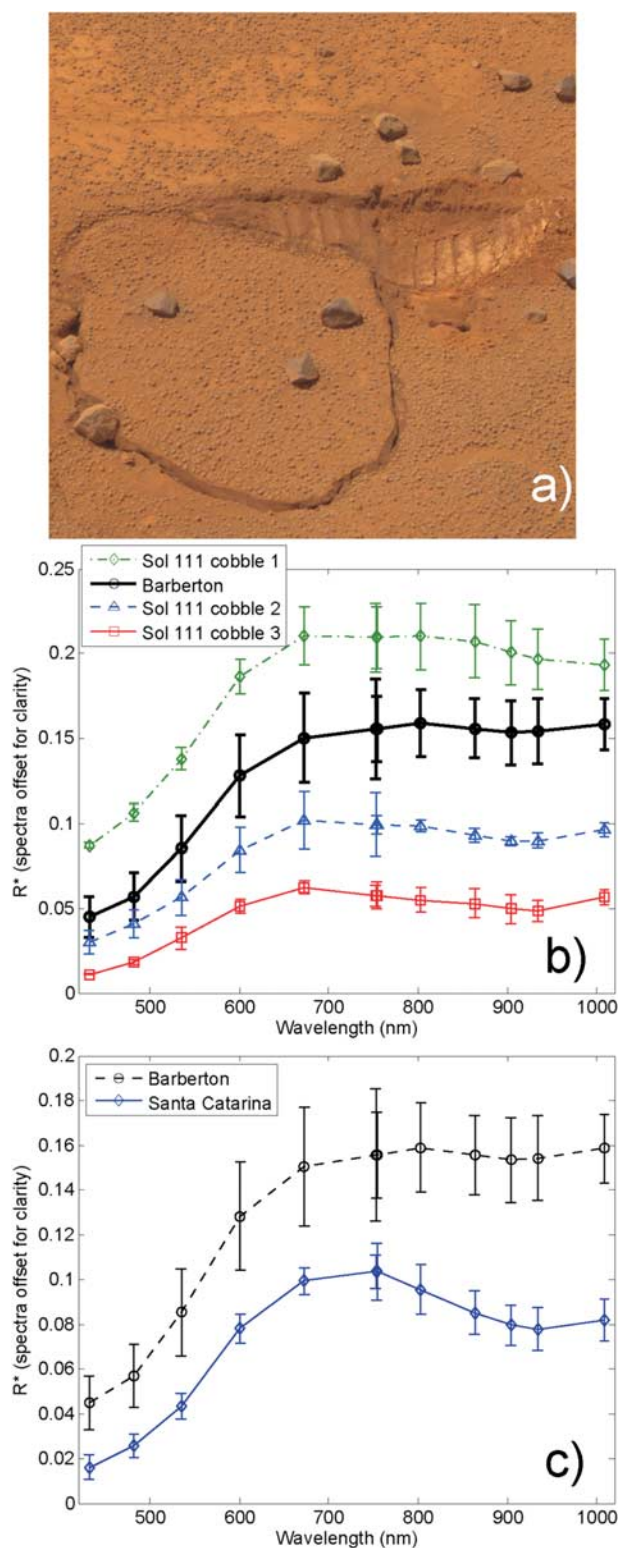 a)
Sol 111 cobble 1
Barberton
Sol 111 cobble 2
Sol 111 cobble 3
0.25
0.2
0.15
0.1
0.05
0
R* (spectra offset for clarity)
500 600 700 800 900 1000
Wavelength (nm)
b)
Barberton
Santa Catarina
0.2
0.18
0.16
0.14
0.12
0.1
0.08
0.06
0.04
0.02
0
R* (spectra offset for clarity)
500 600 700 800 900 1000
Wavelength (nm)
c)